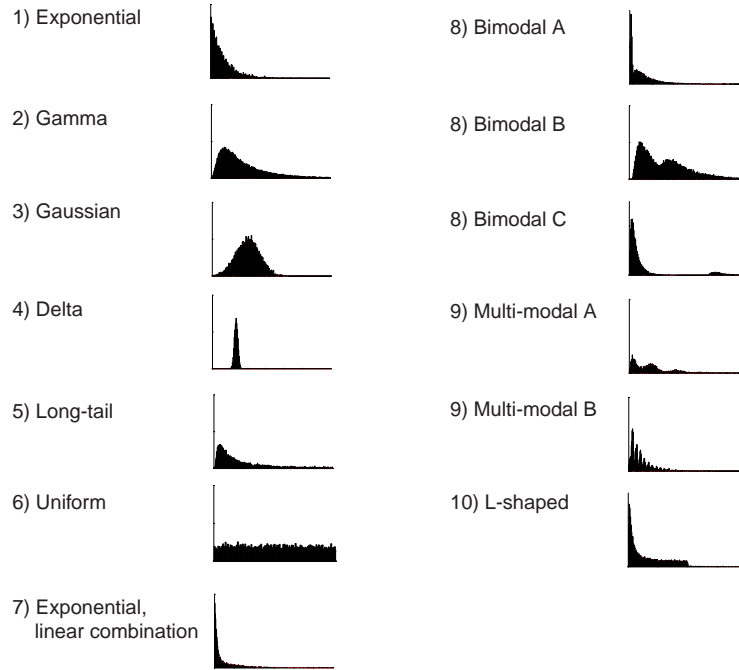 1) Exponential
2) Gamma
3) Gaussian
4) Delta
5) Long-tail
6) Uniform
7) Exponential,
linear combination
8) Bimodal A
8) Bimodal B
8) Bimodal C
9) Multi-modal A
9) Multi-modal B
10) L-shaped